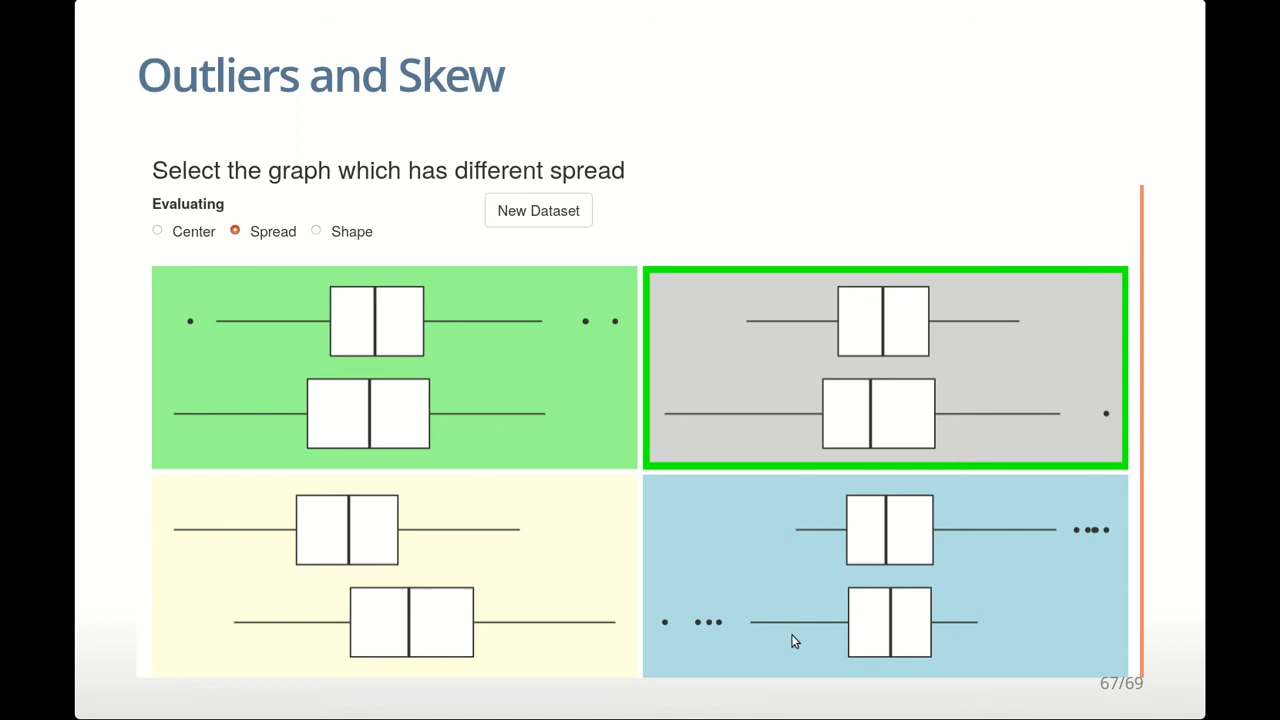 Outliers and Skew
Select the graph which has different spread
Evaluating
New Dataset
Center Spread Shape
67/69